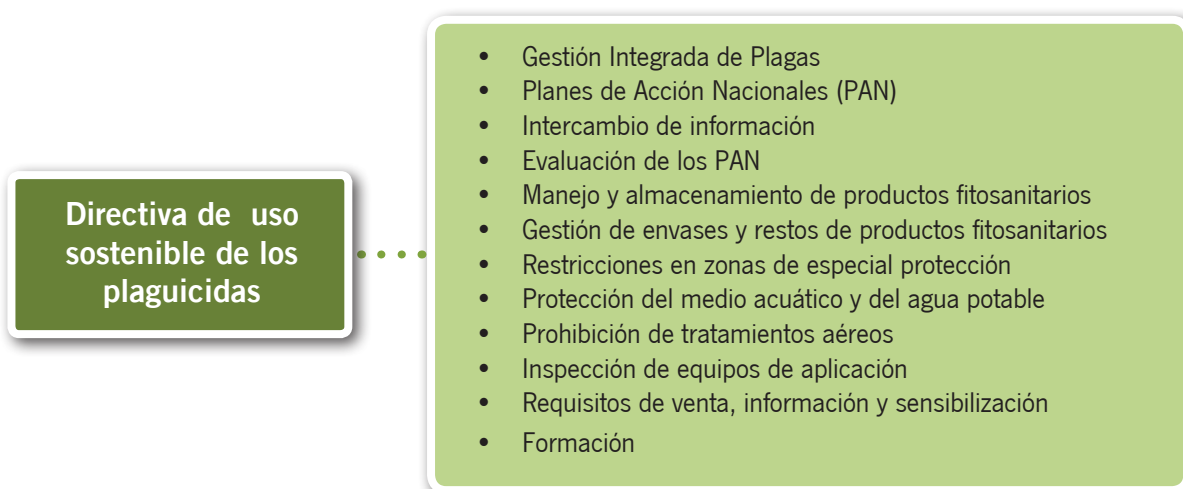 Directiva de uso
sostenible de los
plaguicidas
• Gestión Integrada de Plagas
• Planes de Acción Nacionales (PAN)
• Intercambio de información
• Evaluación de los PAN
• Manejo y almacenamiento de productos fitosanitarios
• Gestión de envases y restos de productos fitosanitarios
• Restricciones en zonas de especial protección
• Protección del medio acuático y del agua potable
• Prohibición de tratamientos aéreos
• Inspección de equipos de aplicación
• Requisitos de venta, información y sensibilización
• Formación